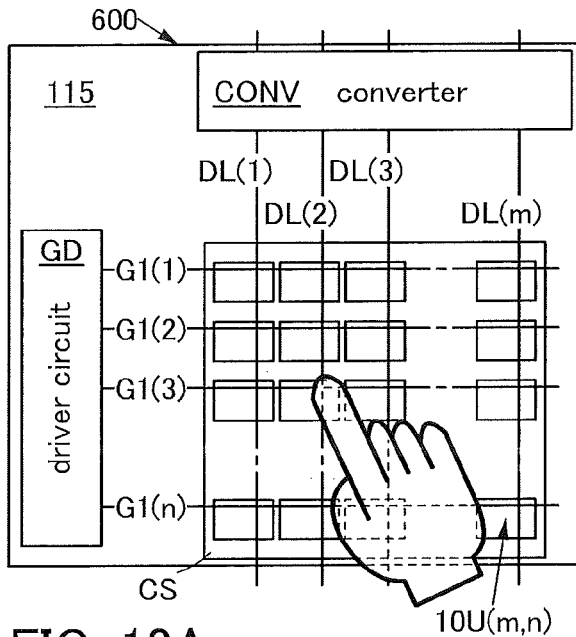 600
115
CONV converter
DL(1)
DL(3)
DL(2)
DL(m)
GD
driver circuit
G1(1)
G1(2)
G1(3)
G1(n)
CS
10U(m,n)
FIG. 13A